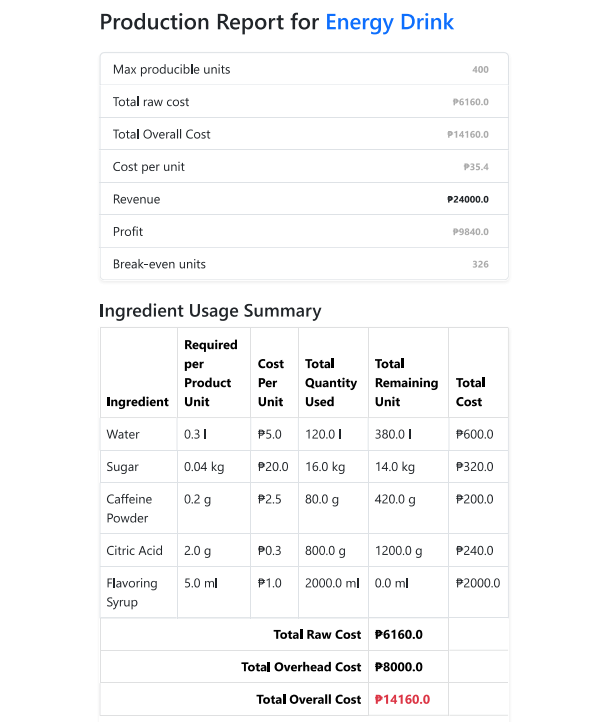 Production Report for Energy Drink
Max producible units 400
Total raw cost ₱6160.0
Total Overall Cost ₱14160.0
Cost per unit ₱35.4
Revenue ₱24000.0
Profit ₱9840.0
Break-even units 326
Ingredient Usage Summary
Ingredient Required per Product Unit Cost Per Unit Total Quantity Used Total Remaining Unit Total Cost
Water 0.3 l ₱5.0 120.0 l 380.0 l ₱600.0
Sugar 0.04 kg ₱20.0 16.0 kg 14.0 kg ₱320.0
Caffeine Powder 0.2 g ₱2.5 80.0 g 420.0 g ₱200.0
Citric Acid 2.0 g ₱0.3 800.0 g 1200.0 g ₱240.0
Flavoring Syrup 5.0 ml ₱1.0 2000.0 ml 0.0 ml ₱2000.0
Total Raw Cost ₱6160.0
Total Overhead Cost ₱8000.0
Total Overall Cost ₱14160.0